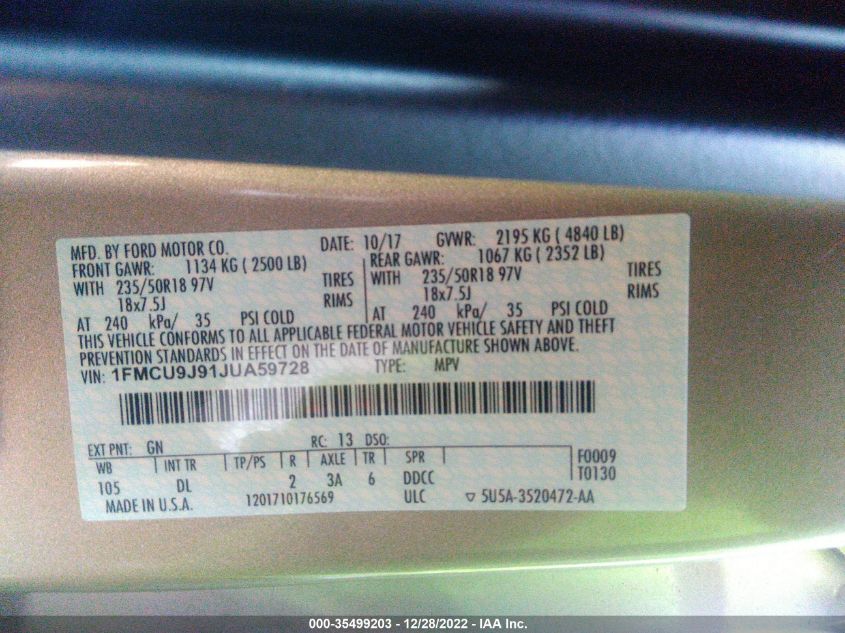 MFD. BY FORD MOTOR CO. DATE: 10/17 GVWR: 2195 KG ( 4840 LB)
FRONT GAWR: 1134 KG ( 2500 LB) REAR GAWR: 1067 KG ( 2352 LB)
WITH 235/50R18 97V TIRES WITH 235/50R18 97V TIRES
18x7.5J RIMS 18x7.5J RIMS
AT 240 kPa/ 35 PSI COLD AT 240 kPa/ 35 PSI COLD
THIS VEHICLE CONFORMS TO ALL APPLICABLE FEDERAL MOTOR VEHICLE SAFETY AND THEFT
PREVENTION STANDARDS IN EFFECT ON THE DATE OF MANUFACTURE SHOWN ABOVE.
VIN: 1FMCU9J91JUA59728 TYPE: MPV
EXT PNT: GN RC: 13 DSO:
WB INT TR TP/PS R AXLE TR SPR F0009
105 DL 2 3A 6 DDCC T0130
MADE IN U.S.A. 1201710176569 ULC ▽ 5U5A-3520472-AA
000-35499203 - 12/28/2022 - IAA Inc.